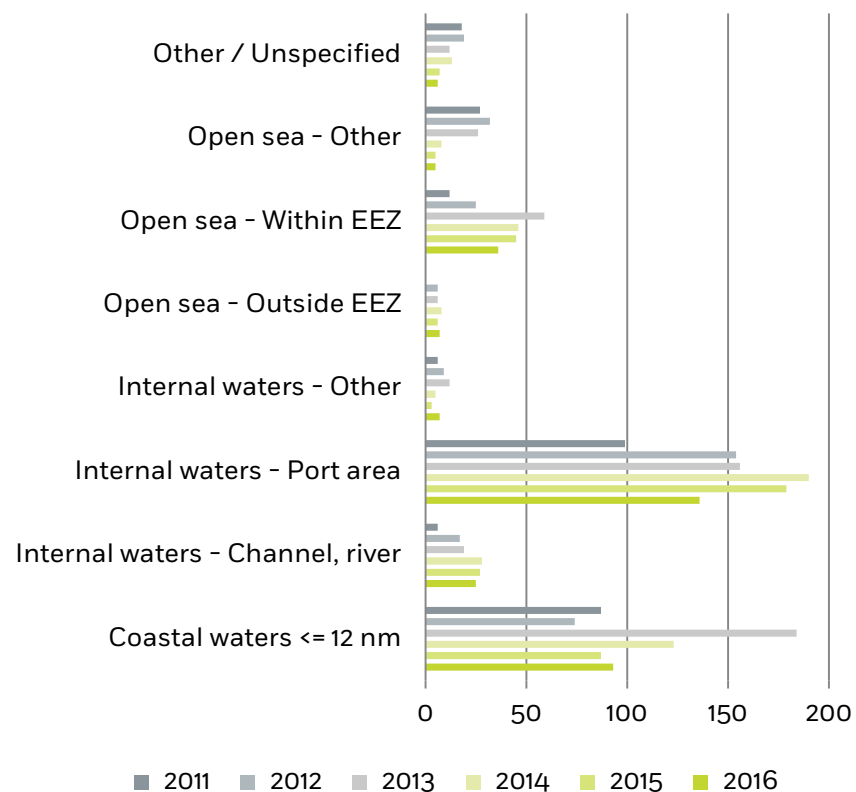 Other / Unspecified
Open sea - Other
Open sea - Within EEZ
Open sea - Outside EEZ
Internal waters - Other
Internal waters - Port area
Internal waters - Channel, river
Coastal waters <= 12 nm
0 50 100 150 200
2011 2012 2013 2014 2015 2016